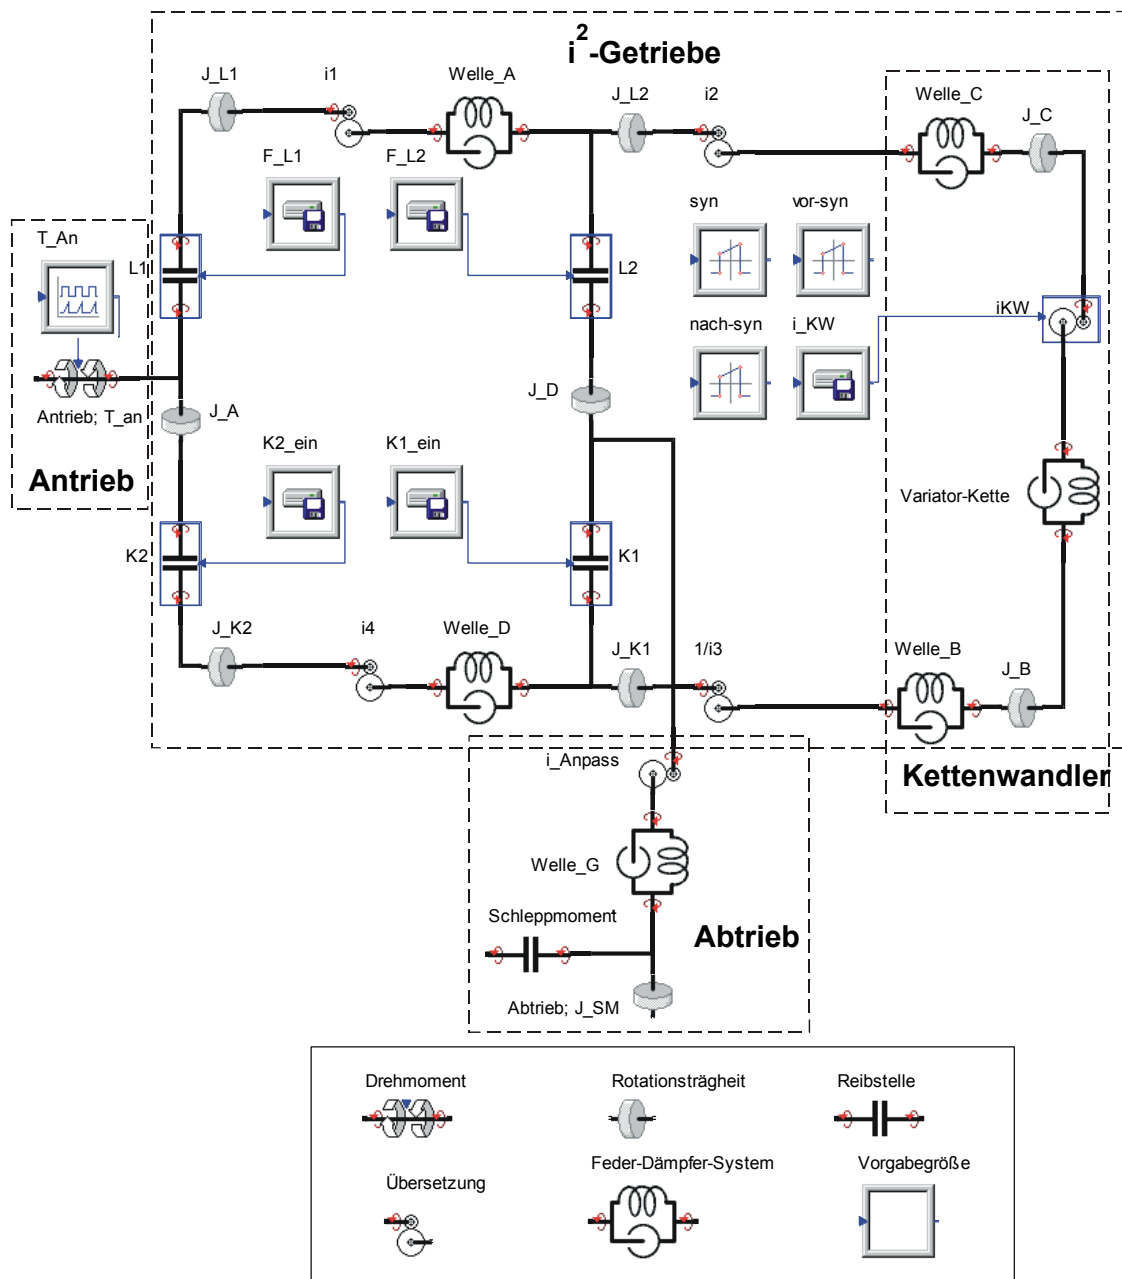 i²-Getriebe
J_L1
i1
Welle_A
J_L2
i2
Welle_C
J_C
F_L1
F_L2
syn
vor-syn
T_An
L1
L2
iKW
nach-syn
i_KW
Antrieb; T_an
J_A
J_D
Antrieb
K2_ein
K1_ein
Variator-Kette
K2
K1
J_K2
i4
Welle_D
J_K1
1/i3
Welle_B
J_B
i_Anpass
Kettenwandler
Welle_G
Schleppmoment
Abtrieb
Abtrieb; J_SM
Drehmoment
Rotationsträgheit
Reibstelle
Übersetzung
Feder-Dämpfer-System
Vorgabegröße